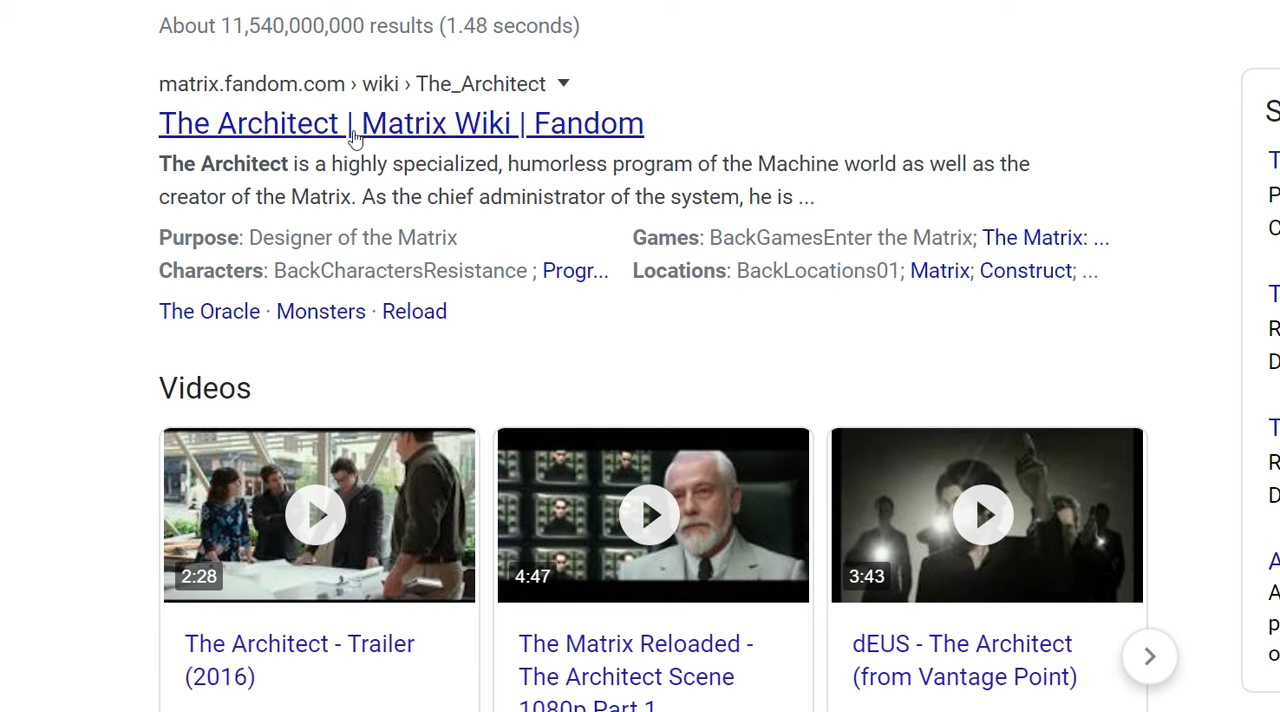 About 11,540,000,000 results (1.48 seconds)
matrix.fandom.com › wiki › The_Architect
The Architect | Matrix Wiki | Fandom
The Architect is a highly specialized, humorless program of the Machine world as well as the
creator of the Matrix. As the chief administrator of the system, he is ...
Purpose: Designer of the Matrix
Games: BackGamesEnter the Matrix; The Matrix: ...
Characters: BackCharactersResistance ; Progr...
Locations: BackLocations01; Matrix; Construct; ...
The Oracle · Monsters · Reload
Videos
2:28
4:47
3:43
The Architect - Trailer
(2016)
The Matrix Reloaded -
The Architect Scene
1080p Part 1
dEUS - The Architect
(from Vantage Point)